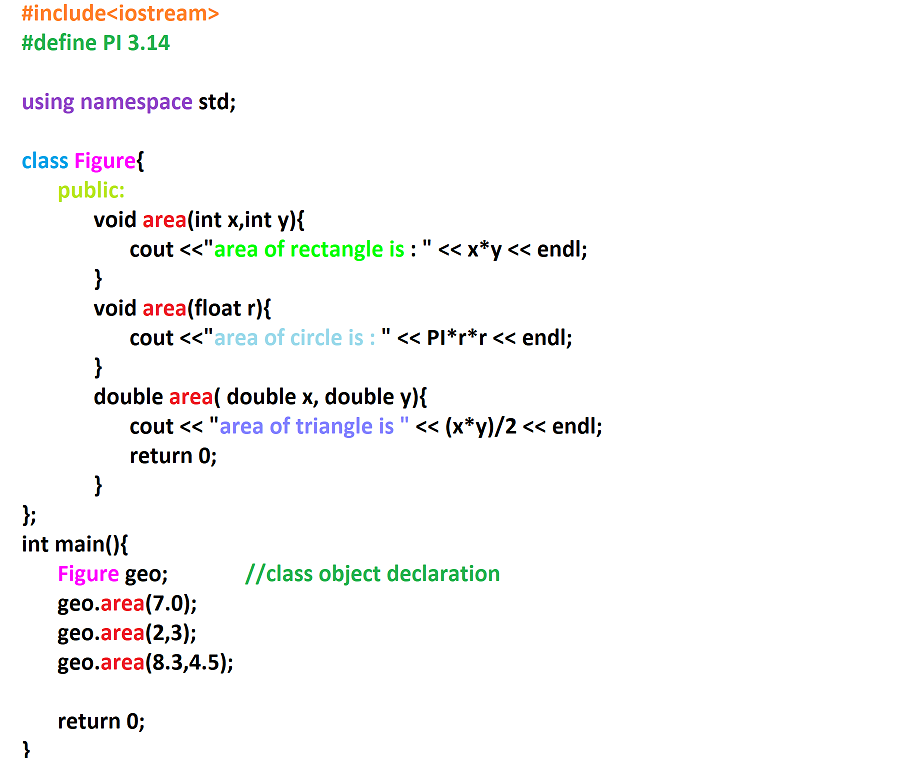 #include<iostream>
#define PI 3.14
using namespace std;
class Figure{
public:
void area(int x,int y){
cout <<"area of rectangle is : " << x*y << endl;
}
void area(float r){
cout <<"area of circle is : " << PI*r*r << endl;
}
double area( double x, double y){
cout << "area of triangle is " << (x*y)/2 << endl;
return 0;
}
};
int main(){
Figure geo; //class object declaration
geo.area(7.0);
geo.area(2,3);
geo.area(8.3,4.5);
return 0;
}